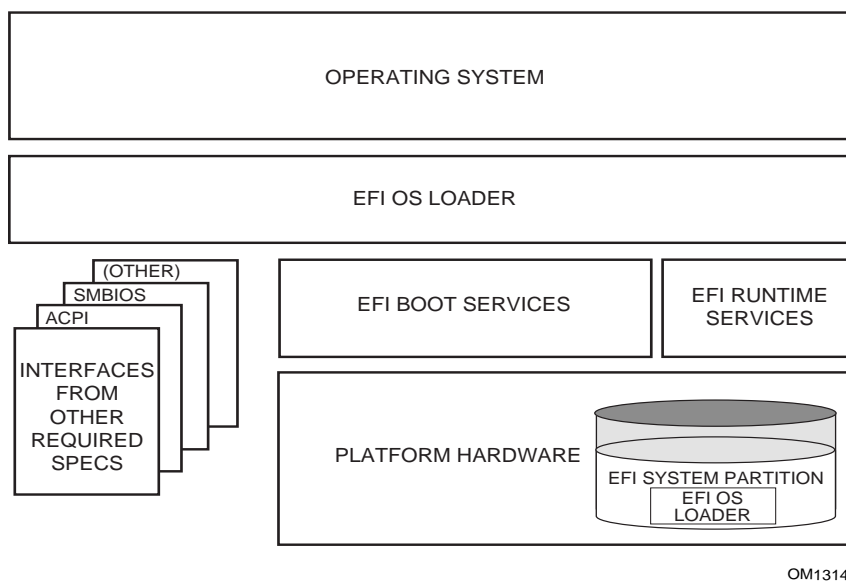 OPERATING SYSTEM
EFI OS LOADER
(OTHER)
SMBIOS
ACPI
INTERFACES
FROM
OTHER
REQUIRED
SPECS
EFI BOOT SERVICES
EFI RUNTIME
SERVICES
PLATFORM HARDWARE
EFI SYSTEM PARTITION
EFI OS
LOADER
OM1314